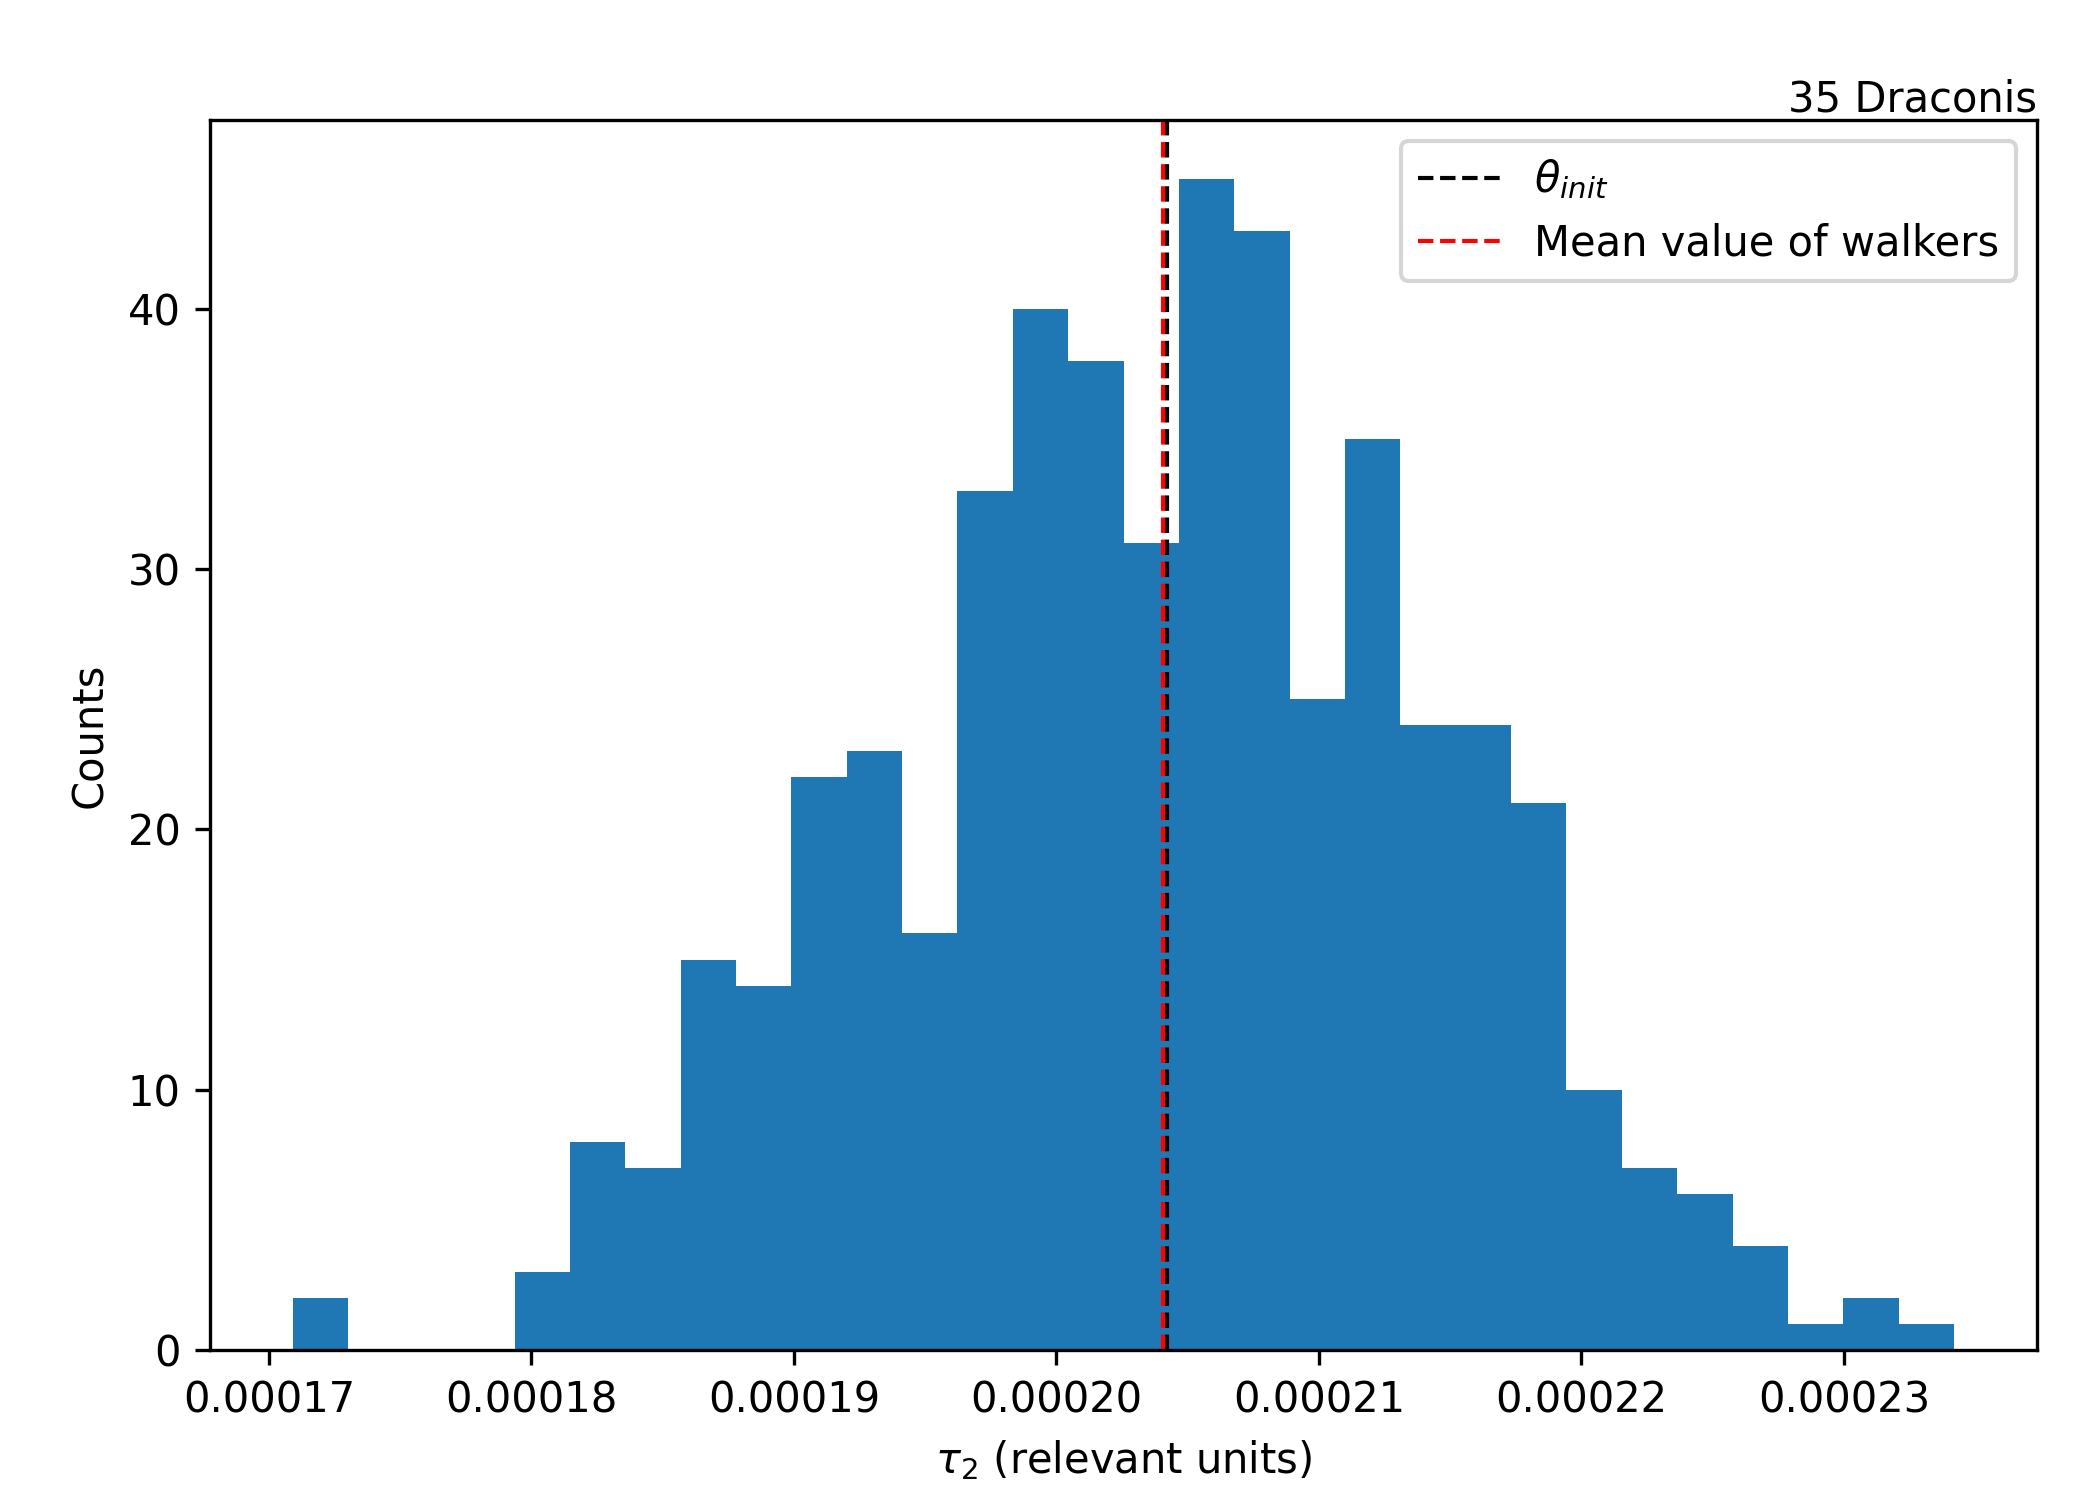 35 Draconis
θ_init
Mean value of walkers
Counts
40
30
20
10
0
0.00017 0.00018 0.00019 0.00020 0.00021 0.00022 0.00023
τ₂ (relevant units)